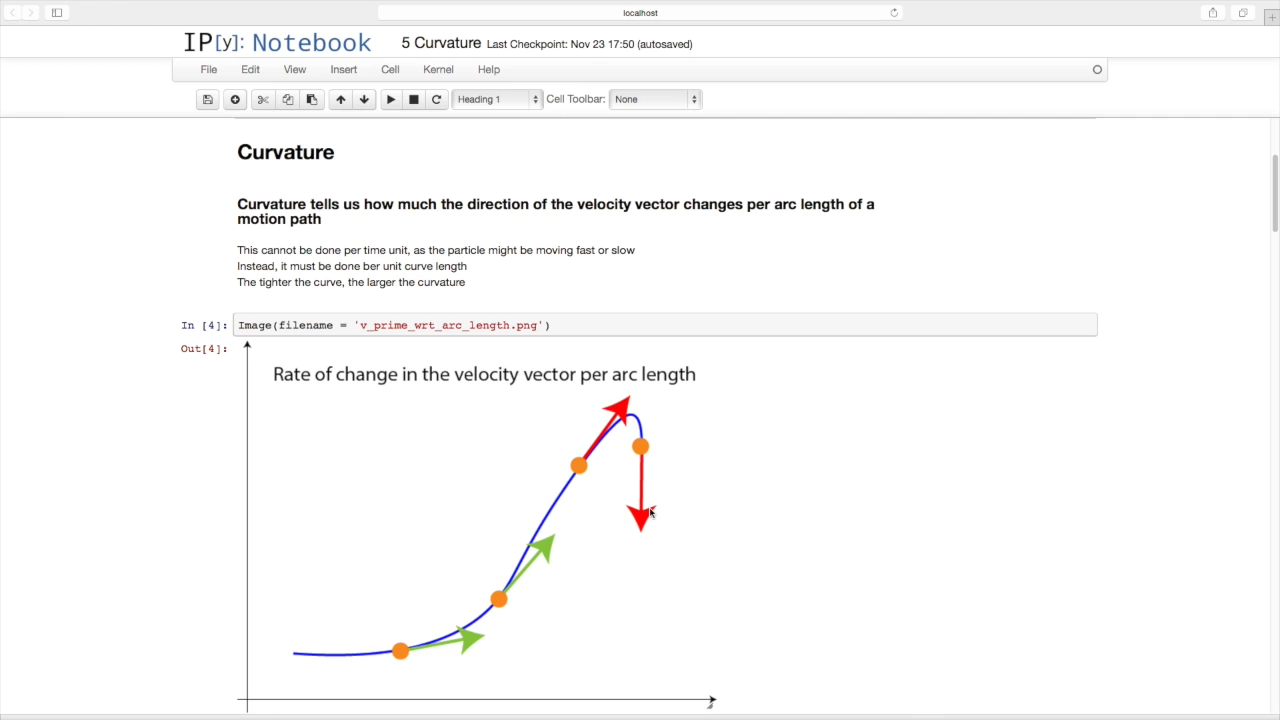 localhost
IP[y]: Notebook 5 Curvature Last Checkpoint: Nov 23 17:50 (autosaved)
File Edit View Insert Cell Kernel Help
Heading 1 Cell Toolbar: None
Curvature
Curvature tells us how much the direction of the velocity vector changes per arc length of a
motion path
This cannot be done per time unit, as the particle might be moving fast or slow
Instead, it must be done ber unit curve length
The tighter the curve, the larger the curvature
In [4]: Image(filename = 'v_prime_wrt_arc_length.png')
Out[4]:
Rate of change in the velocity vector per arc length